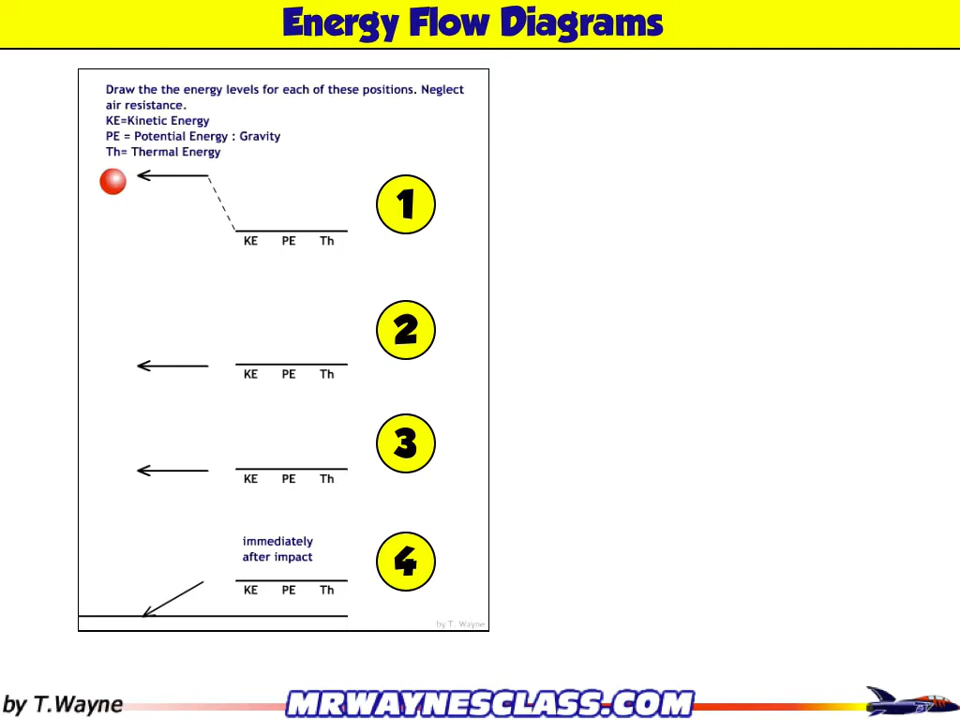 Energy Flow Diagrams
Draw the the energy levels for each of these positions. Neglect
air resistance.
KE=Kinetic Energy
PE = Potential Energy : Gravity
Th= Thermal Energy
1
KE PE Th
2
KE PE Th
3
KE PE Th
immediately
after impact
4
KE PE Th
by T. Wayne
by T.Wayne
MRWAYNESCLASS.COM